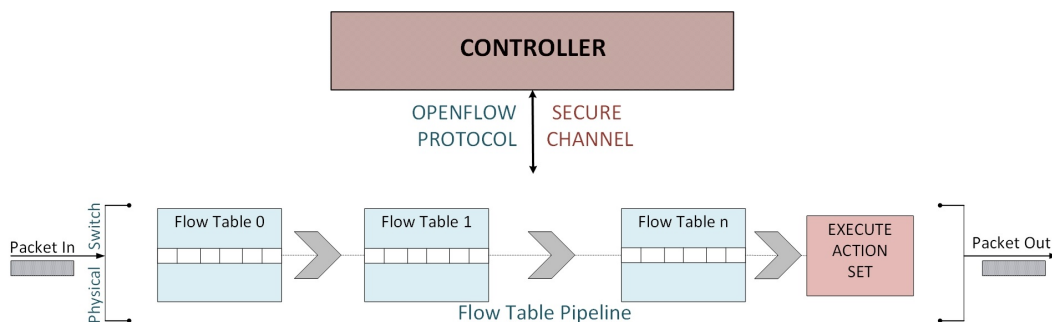 CONTROLLER
OPENFLOW
PROTOCOL
SECURE
CHANNEL
Packet In
Physical Switch
Flow Table 0
Flow Table 1
Flow Table n
EXECUTE
ACTION
SET
Packet Out
Flow Table Pipeline